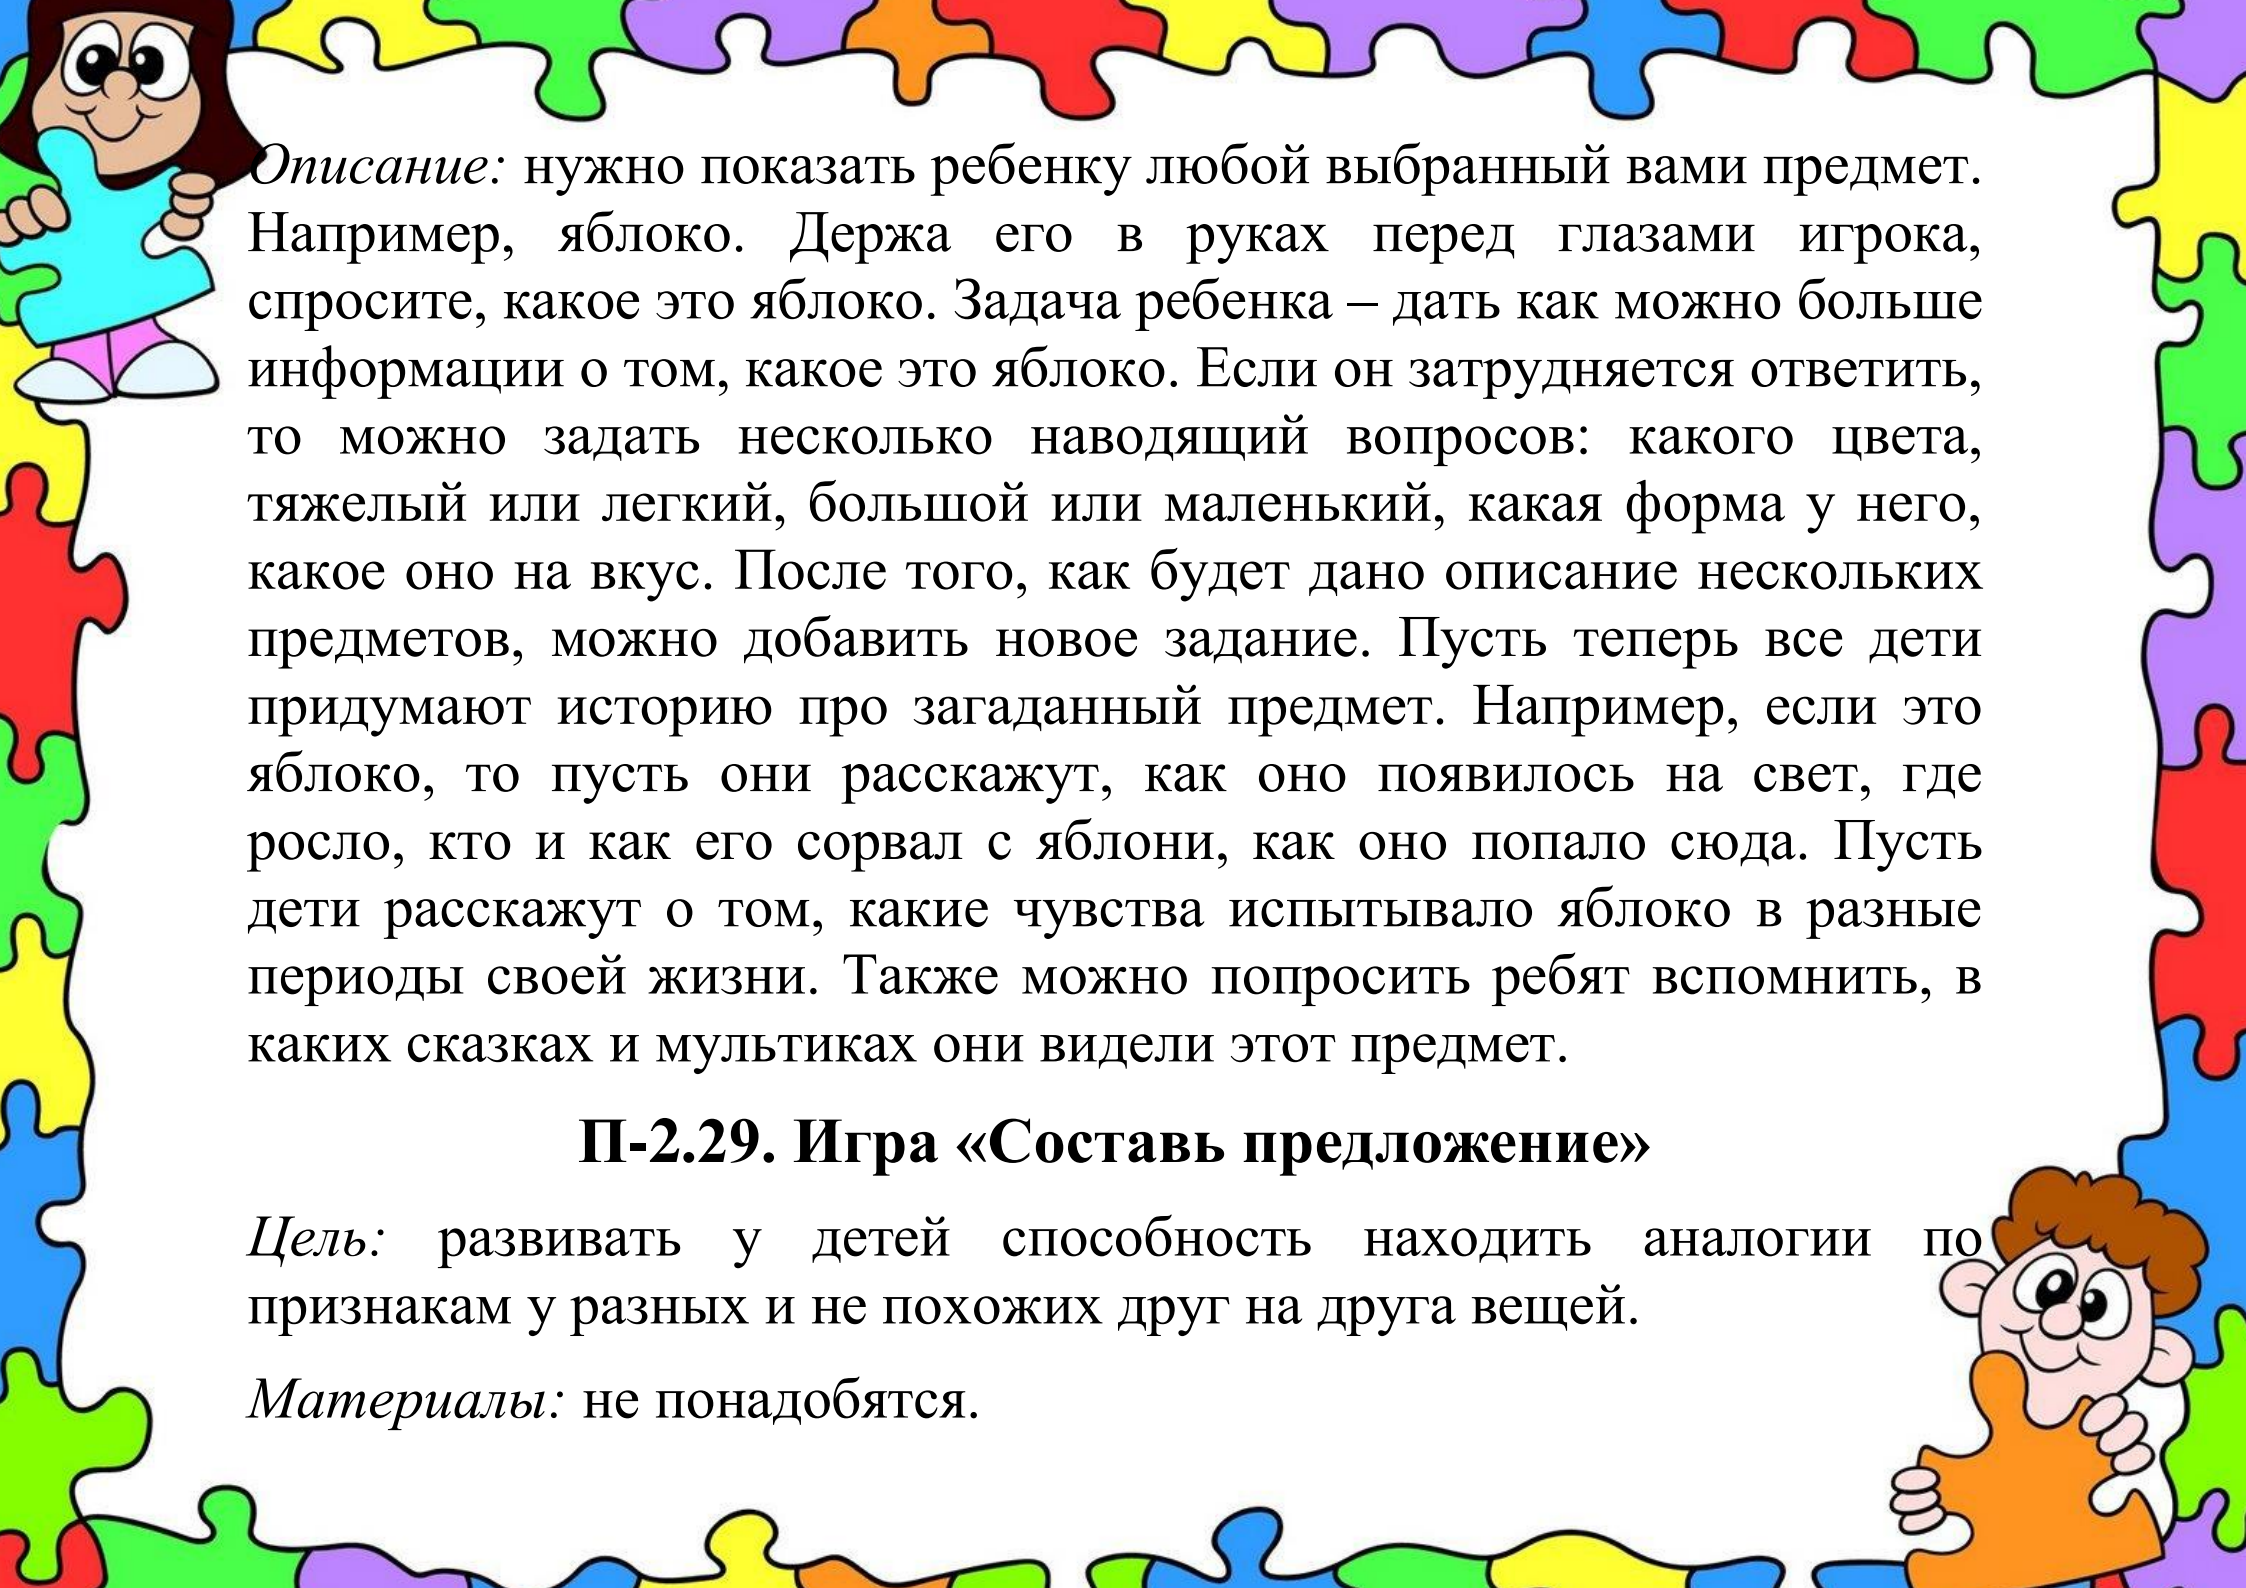 Описание: нужно показать ребенку любой выбранный вами предмет.
Например, яблоко. Держа его в руках перед глазами игрока,
спросите, какое это яблоко. Задача ребенка – дать как можно больше
информации о том, какое это яблоко. Если он затрудняется ответить,
то можно задать несколько наводящий вопросов: какого цвета,
тяжелый или легкий, большой или маленький, какая форма у него,
какое оно на вкус. После того, как будет дано описание нескольких
предметов, можно добавить новое задание. Пусть теперь все дети
придумают историю про загаданный предмет. Например, если это
яблоко, то пусть они расскажут, как оно появилось на свет, где
росло, кто и как его сорвал с яблони, как оно попало сюда. Пусть
дети расскажут о том, какие чувства испытывало яблоко в разные
периоды своей жизни. Также можно попросить ребят вспомнить, в
каких сказках и мультиках они видели этот предмет.
П-2.29. Игра «Составь предложение»
Цель: развивать у детей способность находить аналогии по
признакам у разных и не похожих друг на друга вещей.
Материалы: не понадобятся.